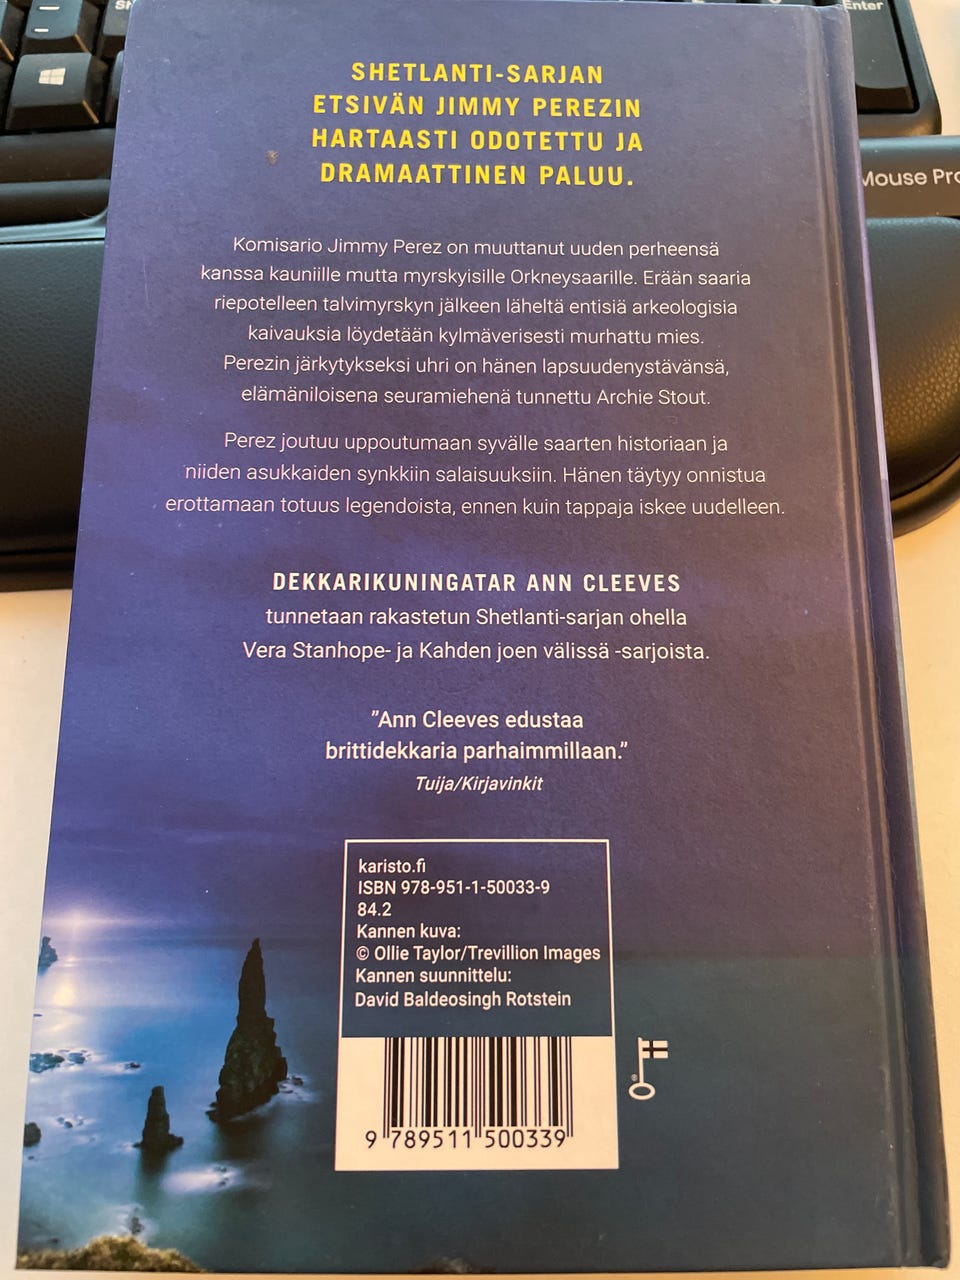 Enter
Mouse Pro
SHETLANTI-SARJAN
ETSIVÄN JIMMY PEREZIN
HARTAASTI ODOTETTU JA
DRAMAATTINEN PALUU.
Komisario Jimmy Perez on muuttanut uuden perheensä
kanssa kauniille mutta myrskyisille Orkneysaarille. Erään saaria
riepotelleen talvimyrskyn jälkeen läheltä entisiä arkeologisia
kaivauksia löydetään kylmäverisesti murhattu mies.
Perezin järkytykseksi uhri on hänen lapsuudenystävänsä,
elämäniloisena seuramiehenä tunnettu Archie Stout.
Perez joutuu uppoutumaan syvälle saarten historiaan ja
niiden asukkaiden synkkiin salaisuuksiin. Hänen täytyy onnistua
erottamaan totuus legendoista, ennen kuin tappaja iskee uudelleen.
DEKKARIKUNINGATAR ANN CLEEVES
tunnetaan rakastetun Shetlanti-sarjan ohella
Vera Stanhope- ja Kahden joen välissä -sarjoista.
”Ann Cleeves edustaa
brittidekkaria parhaimmillaan.”
Tuija/Kirjavinkit
karisto.fi
ISBN 978-951-1-50033-9
84.2
Kannen kuva:
© Ollie Taylor/Trevillion Images
Kannen suunnittelu:
David Baldeosingh Rotstein
9 789511 500339